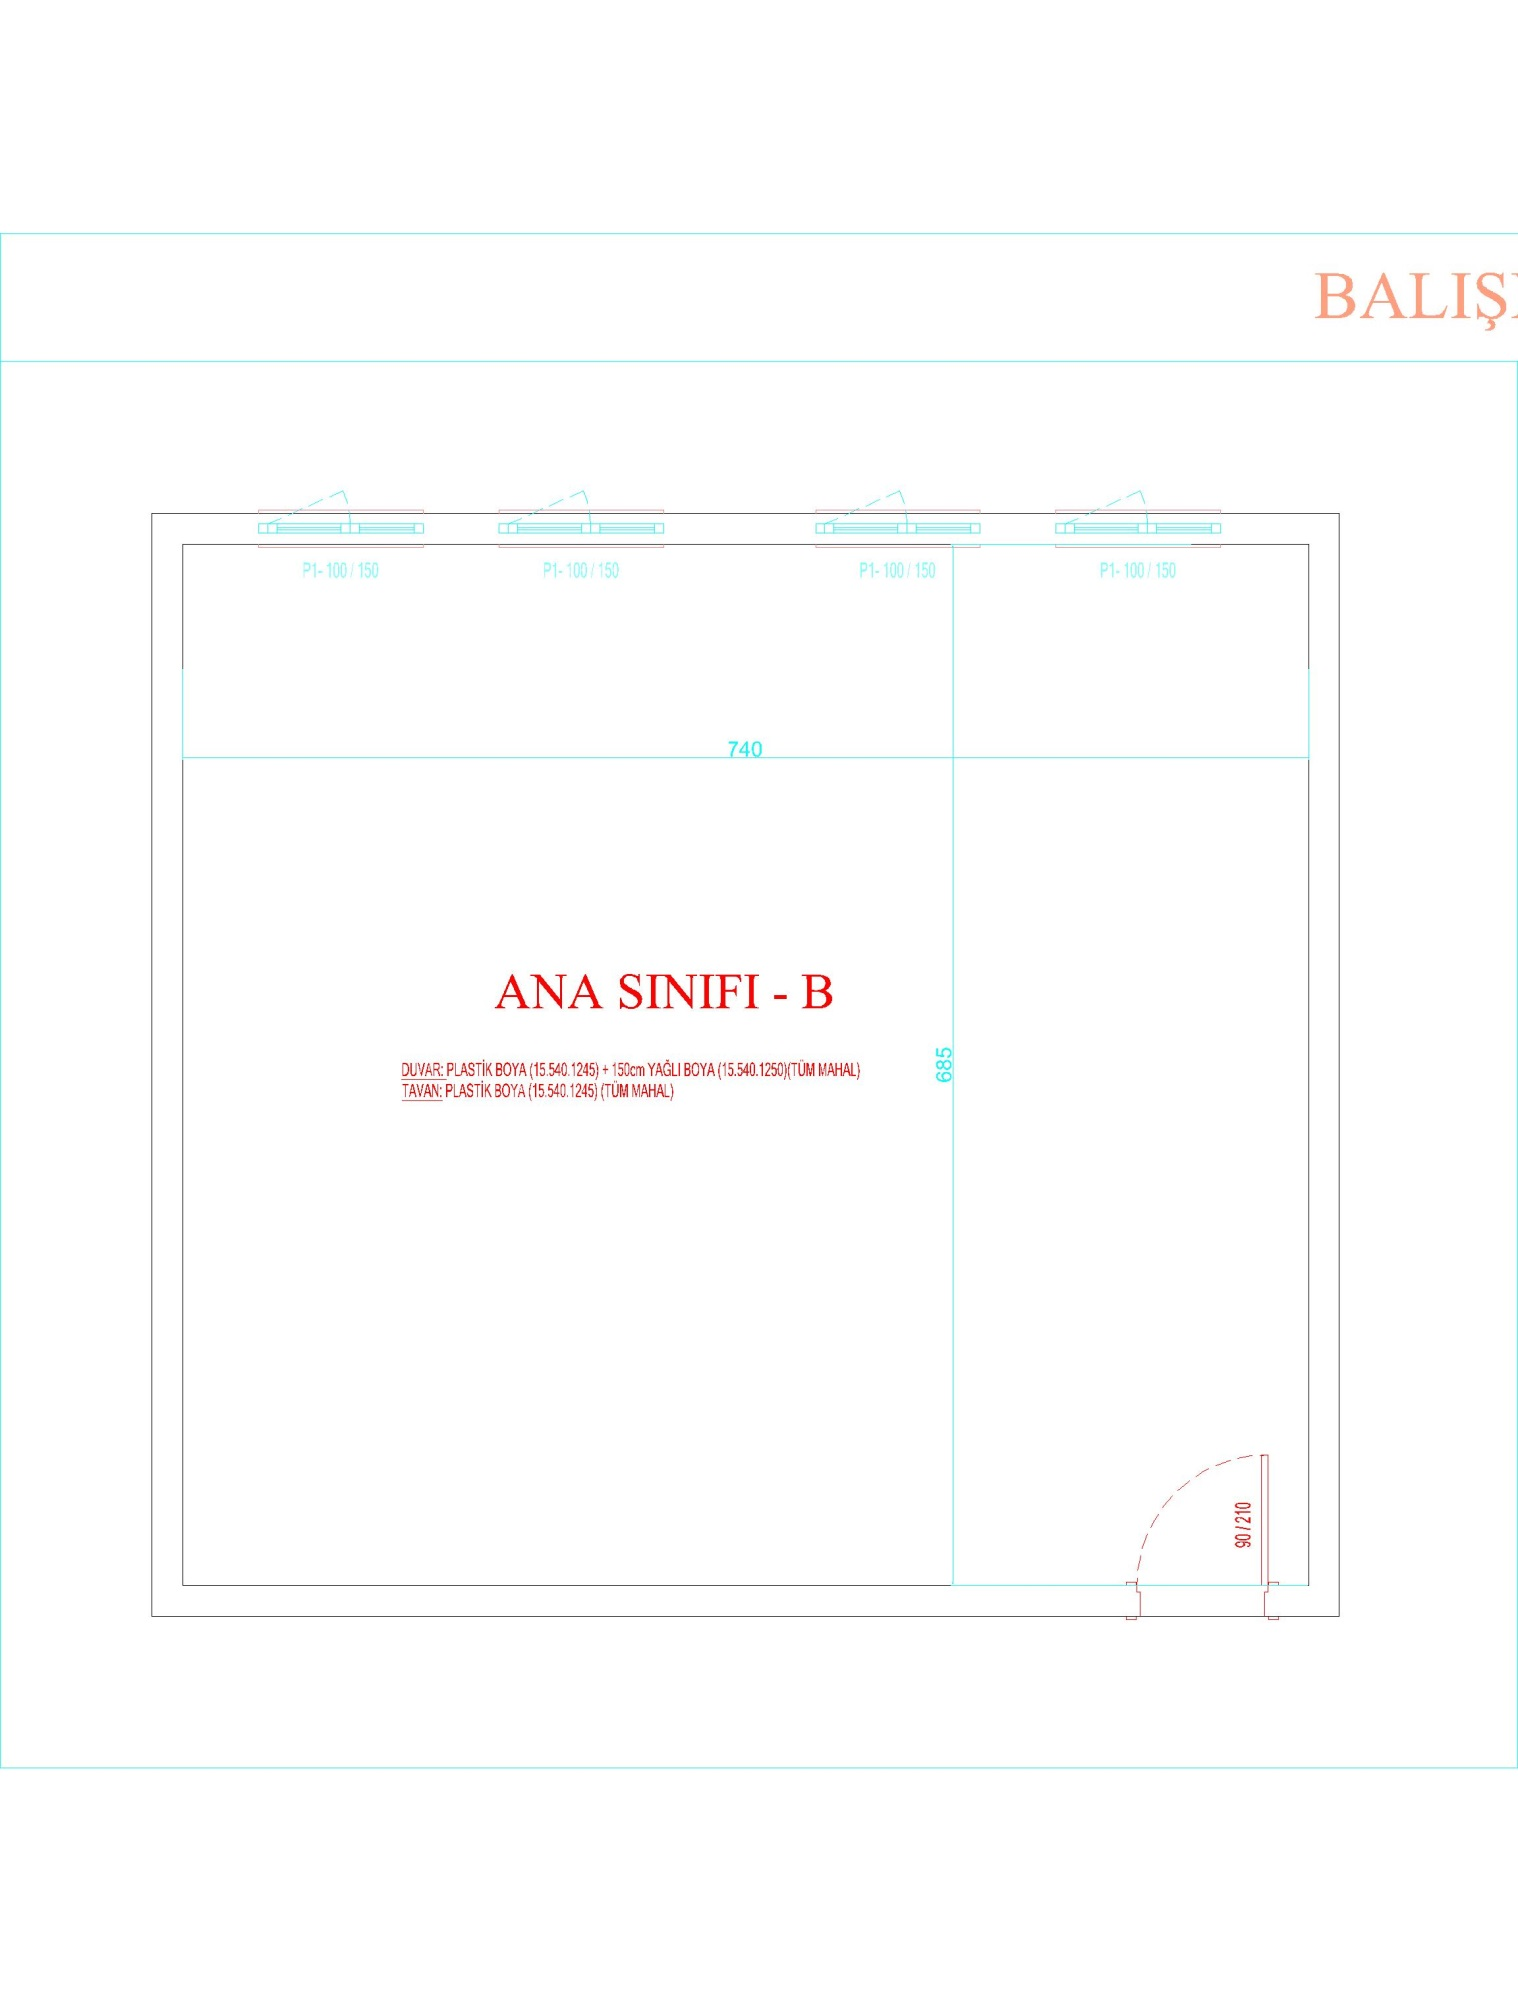 BALIŞ
P1- 100 / 150
P1- 100 / 150
P1- 100 / 150
P1- 100 / 150
740
ANA SINIFI - B
DUVAR: PLASTİK BOYA (15.540.1245) + 150cm YAĞLI BOYA (15.540.1250)(TÜM MAHAL)
TAVAN: PLASTİK BOYA (15.540.1245) (TÜM MAHAL)
685
90 / 210